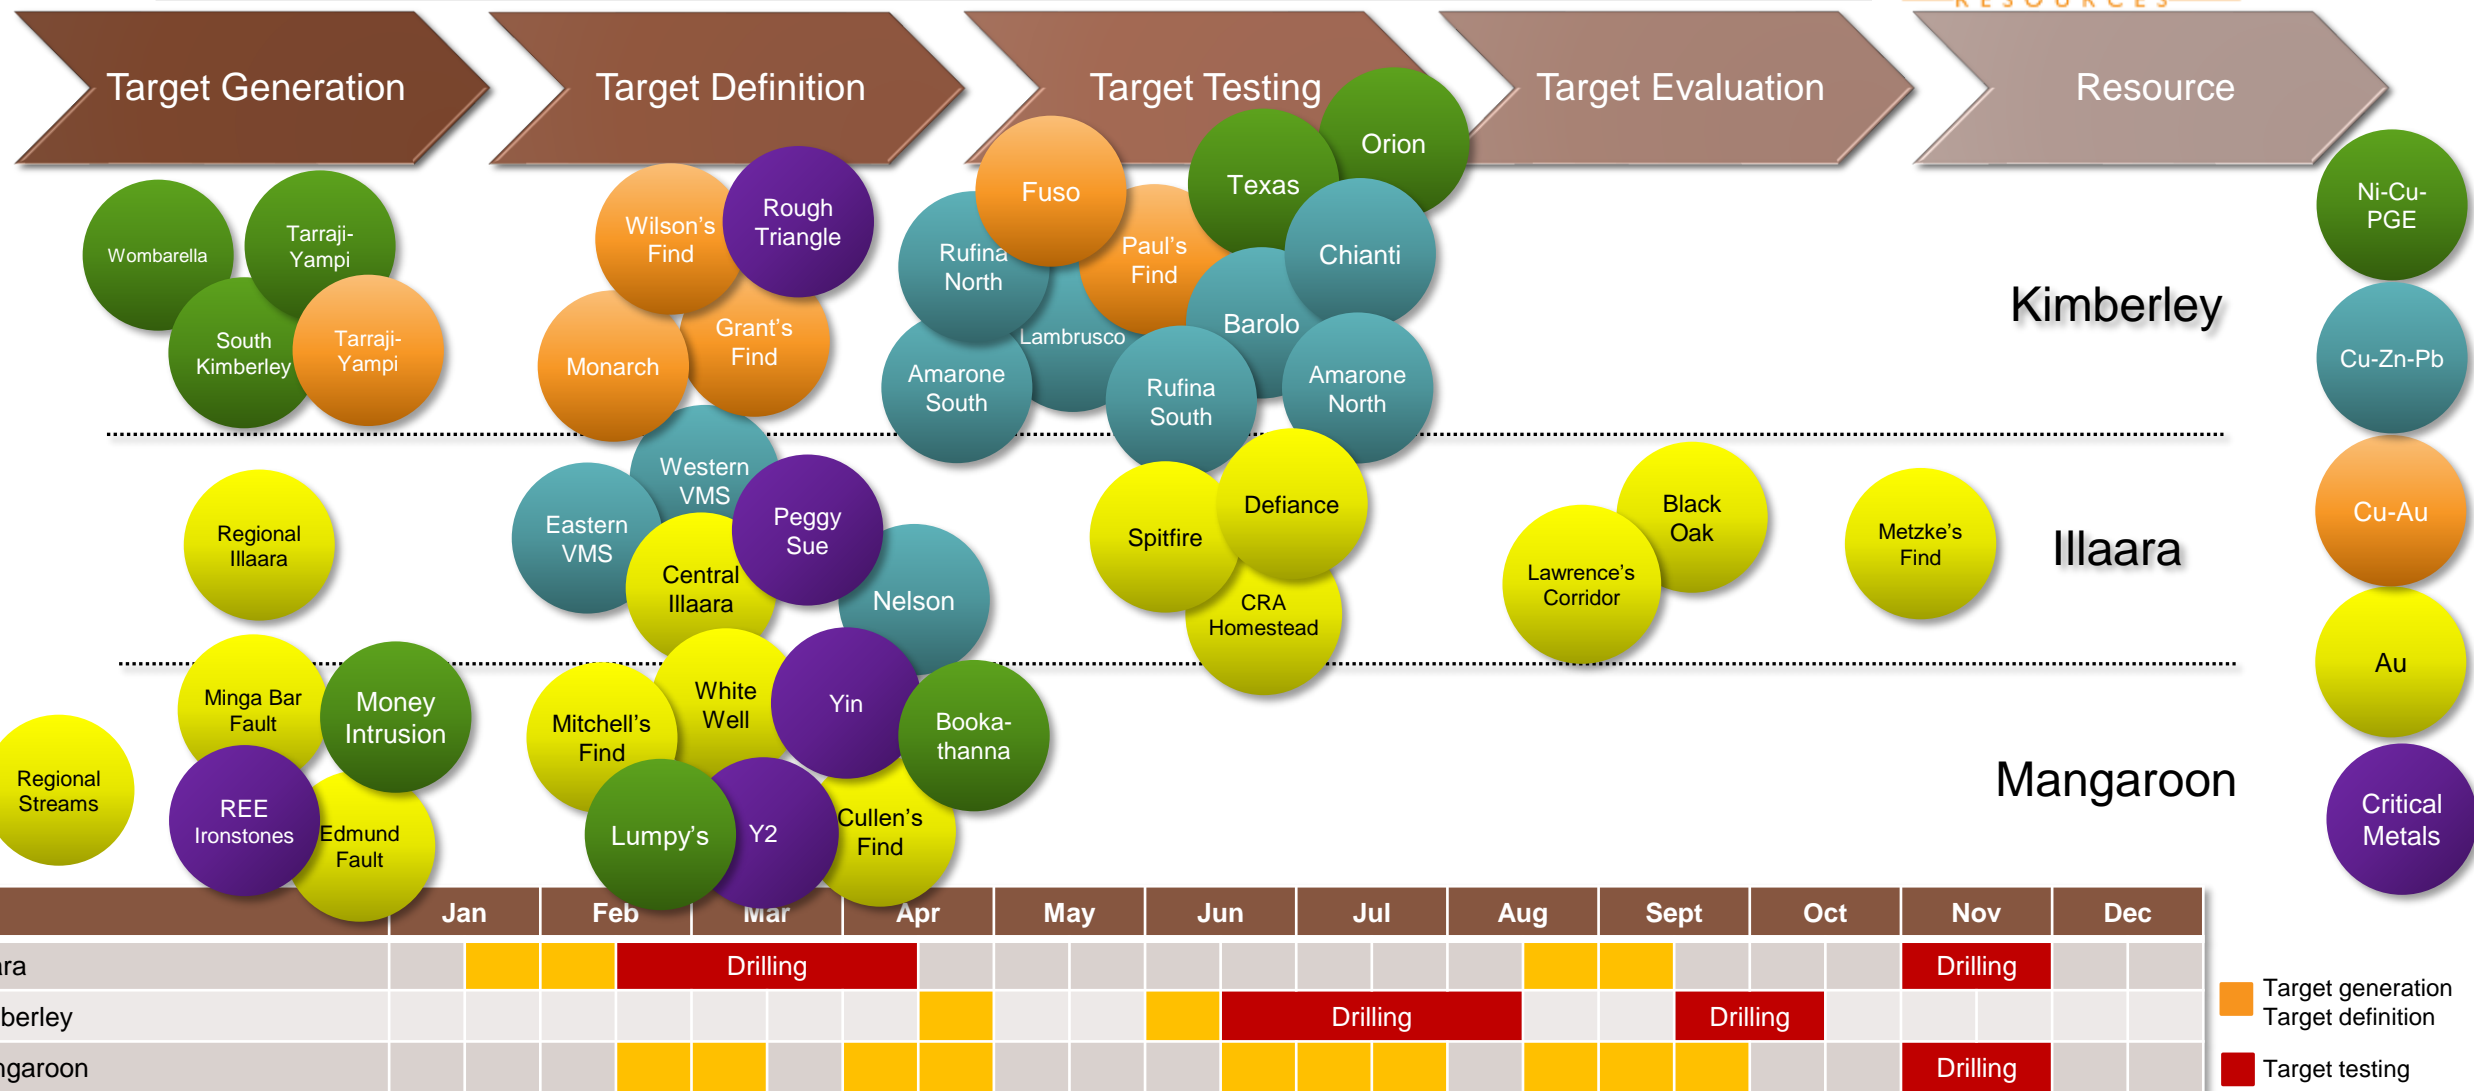 RESOURCES
Target Generation
Target Definition
Target Testing
Target Evaluation
Resource
Wombarella
Tarraji-
Yampi
South
Kimberley
Tarraji-
Yampi
Wilson's
Find
Rough
Triangle
Monarch
Grant's
Find
Fuso
Rufina
North
Paul's
Find
Texas
Orion
Chianti
Lambrusco
Barolo
Amarone
South
Rufina
South
Amarone
North
Kimberley
Ni-Cu-
PGE
Cu-Zn-Pb
Regional
Illaara
Western
VMS
Eastern
VMS
Peggy
Sue
Central
Illaara
Nelson
Spitfire
Defiance
CRA
Homestead
Lawrence's
Corridor
Black
Oak
Metzke's
Find
Illaara
Cu-Au
Au
Minga Bar
Fault
Money
Intrusion
Regional
Streams
REE
Ironstones
Edmund
Fault
Mitchell's
Find
White
Well
Yin
Booka-
thanna
Lumpy's
Y2
Cullen's
Find
Mangaroon
Critical
Metals
Jan Feb Mar Apr May Jun Jul Aug Sept Oct Nov Dec
ara Drilling Drilling
berley Drilling Drilling
ngaroon Drilling
Target generation
Target definition
Target testing